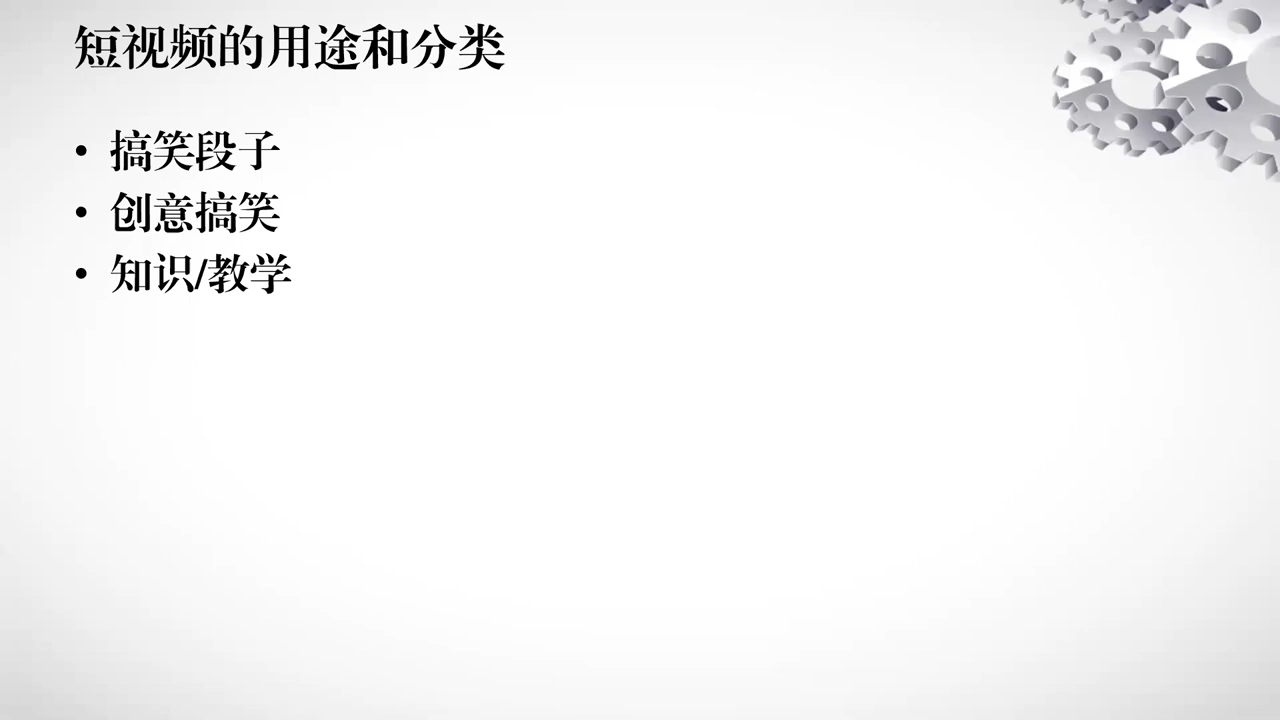 短视频的用途和分类
• 搞笑段子
• 创意搞笑
• 知识/教学